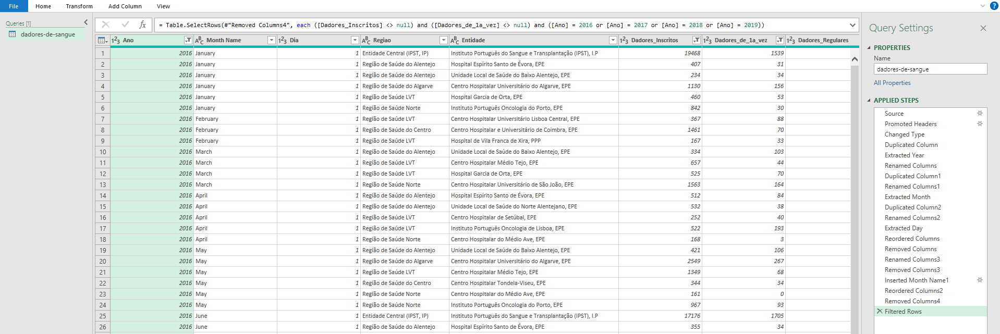 File Home Transform Add Column View ?
Queries [1]
dadores-de-sangue
fx = Table.SelectRows(#"Removed Columns4", each ([Dadores_Inscritos] <> null) and ([Dadores_de_1a_vez] <> null) and ([Ano] = 2016 or [Ano] = 2017 or [Ano] = 2018 or [Ano] = 2019))
123 Ano ABC Month Name 123 Dia ABC Regiao ABC Entidade 123 Dadores_Inscritos 123 Dadores_de_1a_vez 123 Dadores_Regulares
1 2016 January 1 Entidade Central (IPST, IP) Instituto Português do Sangue e Transplantação (IPST), I.P 19468 1539
2 2016 January 1 Região de Saúde do Alentejo Hospital Espírito Santo de Évora, EPE 407 31
3 2016 January 1 Região de Saúde do Alentejo Unidade Local de Saúde do Baixo Alentejo, EPE 234 34
4 2016 January 1 Região de Saúde do Algarve Centro Hospitalar Universitário do Algarve, EPE 1130 156
5 2016 January 1 Região de Saúde LVT Hospital Garcia de Orta, EPE 460 53
6 2016 January 1 Região de Saúde Norte Instituto Português Oncologia do Porto, EPE 842 30
7 2016 February 1 Região de Saúde LVT Centro Hospitalar Universitário Lisboa Central, EPE 367 88
8 2016 February 1 Região de Saúde do Centro Centro Hospitalar e Universitário de Coimbra, EPE 1461 70
9 2016 February 1 Região de Saúde LVT Hospital de Vila Franca de Xira, PPP 167 33
10 2016 March 1 Região de Saúde do Alentejo Unidade Local de Saúde do Baixo Alentejo, EPE 334 103
11 2016 March 1 Região de Saúde LVT Centro Hospitalar Médio Tejo, EPE 657 44
12 2016 March 1 Região de Saúde LVT Hospital Garcia de Orta, EPE 525 70
13 2016 March 1 Região de Saúde Norte Centro Hospitalar Universitário de São João, EPE 1563 164
14 2016 April 1 Região de Saúde do Alentejo Hospital Espírito Santo de Évora, EPE 512 84
15 2016 April 1 Região de Saúde do Alentejo Unidade Local de Saúde do Norte Alentejano, EPE 532 38
16 2016 April 1 Região de Saúde LVT Centro Hospitalar de Setúbal, EPE 252 40
17 2016 April 1 Região de Saúde LVT Instituto Português Oncologia de Lisboa, EPE 522 193
18 2016 April 1 Região de Saúde Norte Centro Hospitalar do Médio Ave, EPE 168 3
19 2016 May 1 Região de Saúde do Alentejo Unidade Local de Saúde do Baixo Alentejo, EPE 421 106
20 2016 May 1 Região de Saúde do Algarve Centro Hospitalar Universitário do Algarve, EPE 2549 267
21 2016 May 1 Região de Saúde LVT Centro Hospitalar Médio Tejo, EPE 1349 68
22 2016 May 1 Região de Saúde do Centro Centro Hospitalar Tondela-Viseu, EPE 344 34
23 2016 May 1 Região de Saúde Norte Centro Hospitalar do Médio Ave, EPE 161 0
24 2016 May 1 Região de Saúde Norte Instituto Português Oncologia do Porto, EPE 967 93
25 2016 June 1 Entidade Central (IPST, IP) Instituto Português do Sangue e Transplantação (IPST), I.P 17176 1705
26 2016 June 1 Região de Saúde do Alentejo Hospital Espírito Santo de Évora, EPE 355 34
Query Settings
PROPERTIES
Name
dadores-de-sangue
All Properties
APPLIED STEPS
Source
Promoted Headers
Changed Type
Duplicated Column
Extracted Year
Renamed Columns
Duplicated Column1
Renamed Columns1
Extracted Month
Duplicated Column2
Renamed Columns2
Extracted Day
Reordered Columns
Removed Columns
Renamed Columns3
Removed Columns3
Inserted Month Name1
Reordered Columns2
Removed Columns4
Filtered Rows